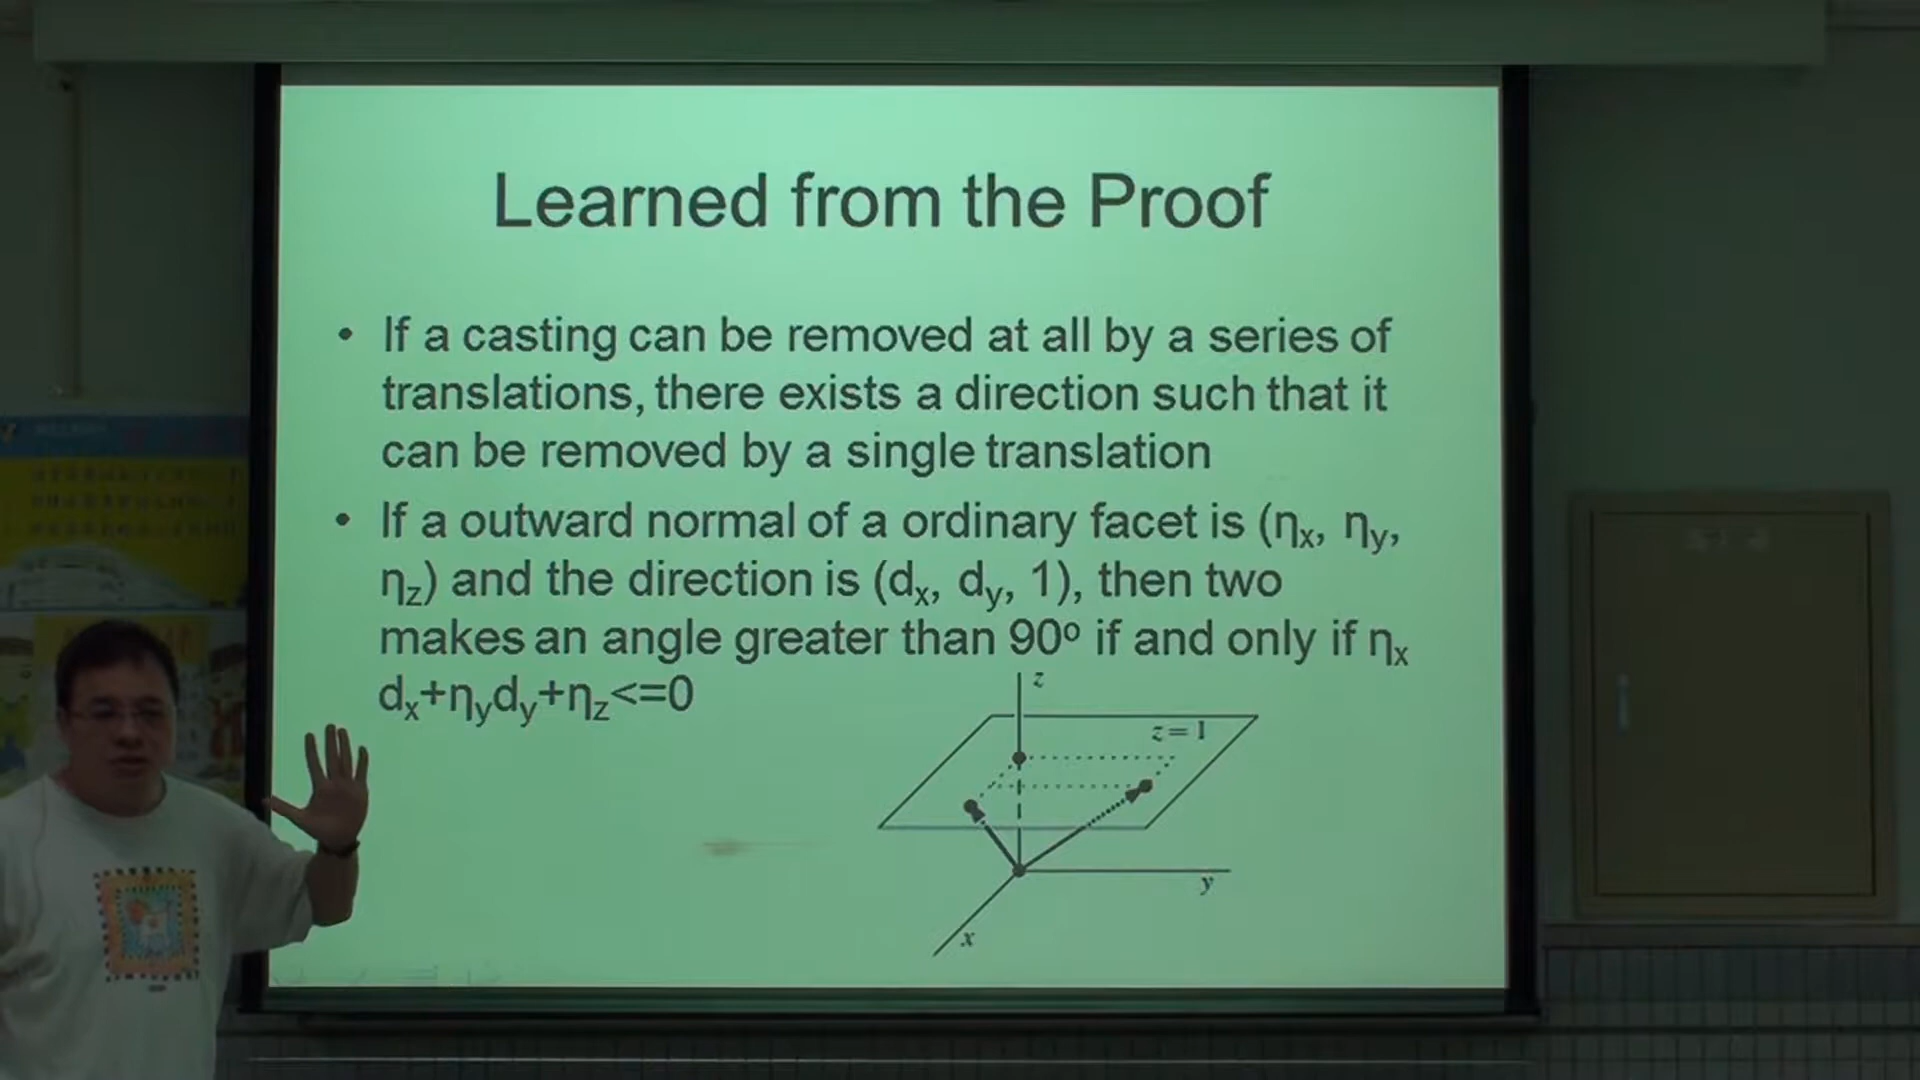 Learned from the Proof
• If a casting can be removed at all by a series of
translations, there exists a direction such that it
can be removed by a single translation
• If a outward normal of a ordinary facet is (ηx, ηy,
ηz) and the direction is (dx, dy, 1), then two
makes an angle greater than 90º if and only if ηx
dx+ηydy+ηz<=0
z
z = 1
y
x